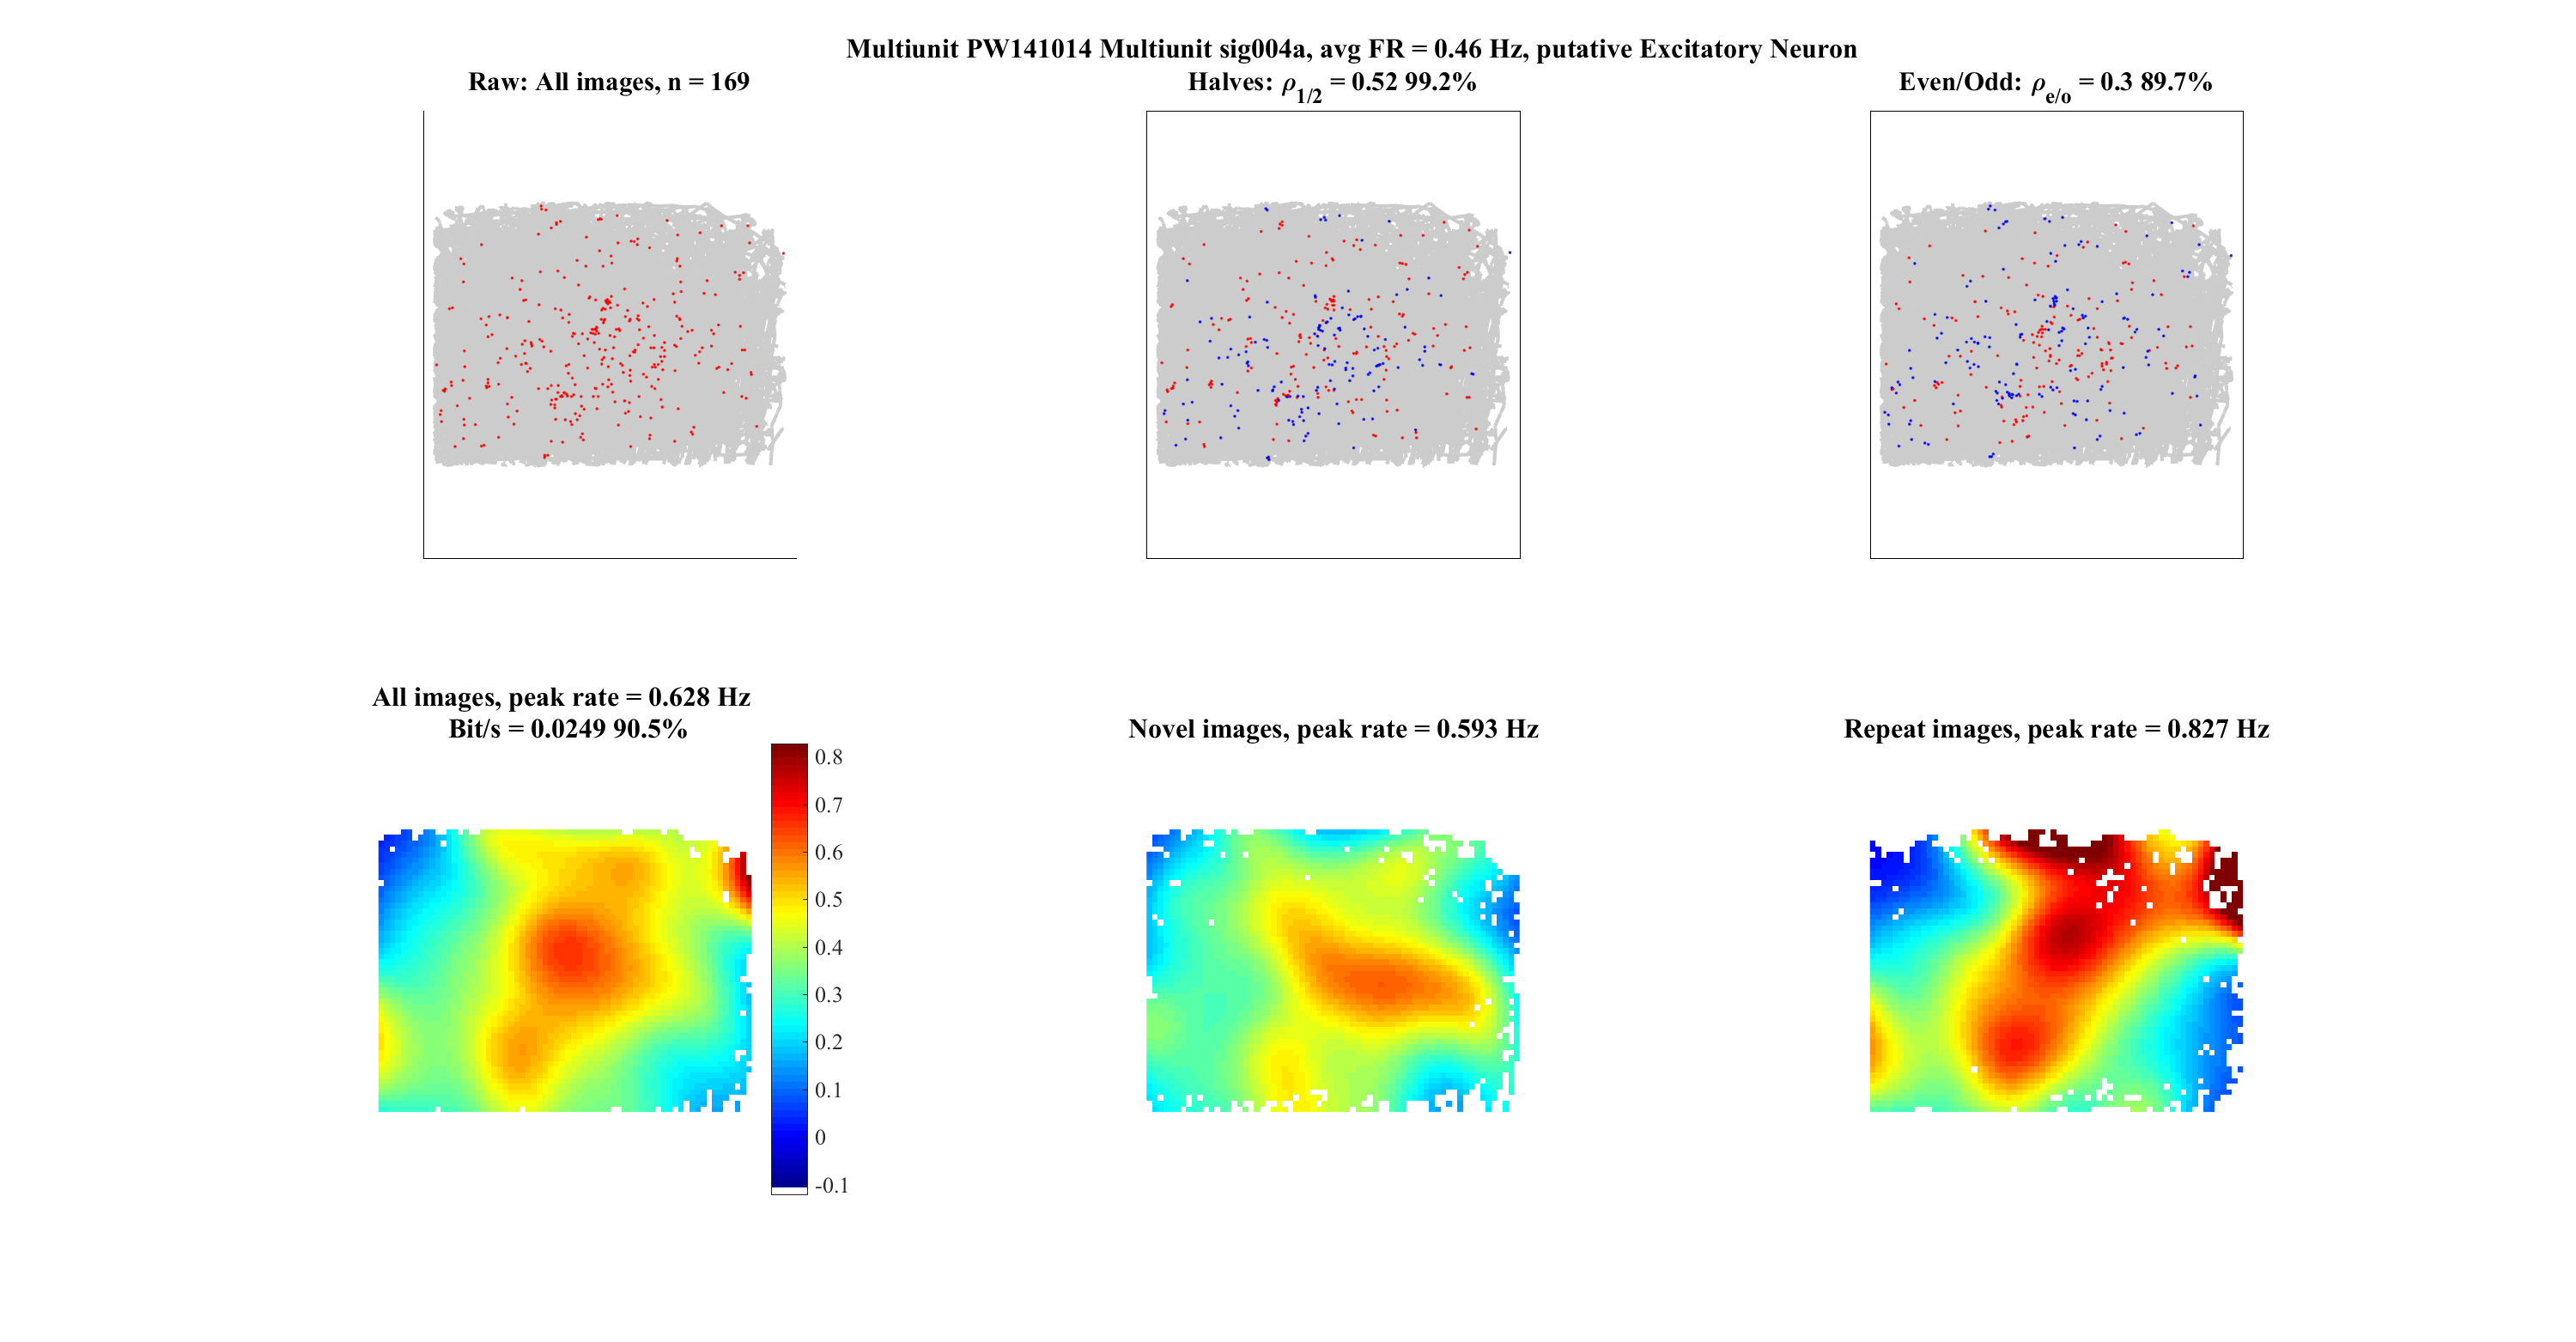 Multiunit PW141014 Multiunit sig004a, avg FR = 0.46 Hz, putative Excitatory Neuron
Raw: All images, n = 169
Halves: ρ1/2 = 0.52 99.2%
Even/Odd: ρe/o = 0.3 89.7%
All images, peak rate = 0.628 Hz
Bit/s = 0.0249 90.5%
Novel images, peak rate = 0.593 Hz
Repeat images, peak rate = 0.827 Hz
0.8
0.7
0.6
0.5
0.4
0.3
0.2
0.1
0
-0.1